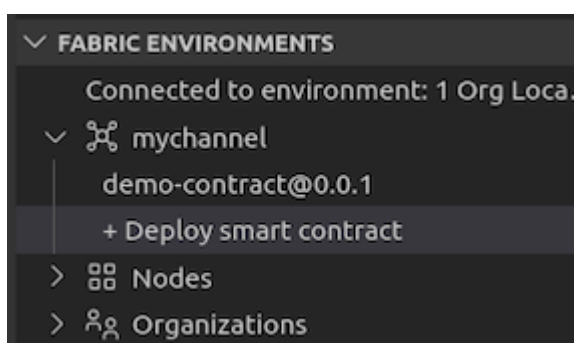 FABRIC ENVIRONMENTS
Connected to environment: 1 Org Loca.
mychannel
demo-contract@0.0.1
+ Deploy smart contract
Nodes
Organizations